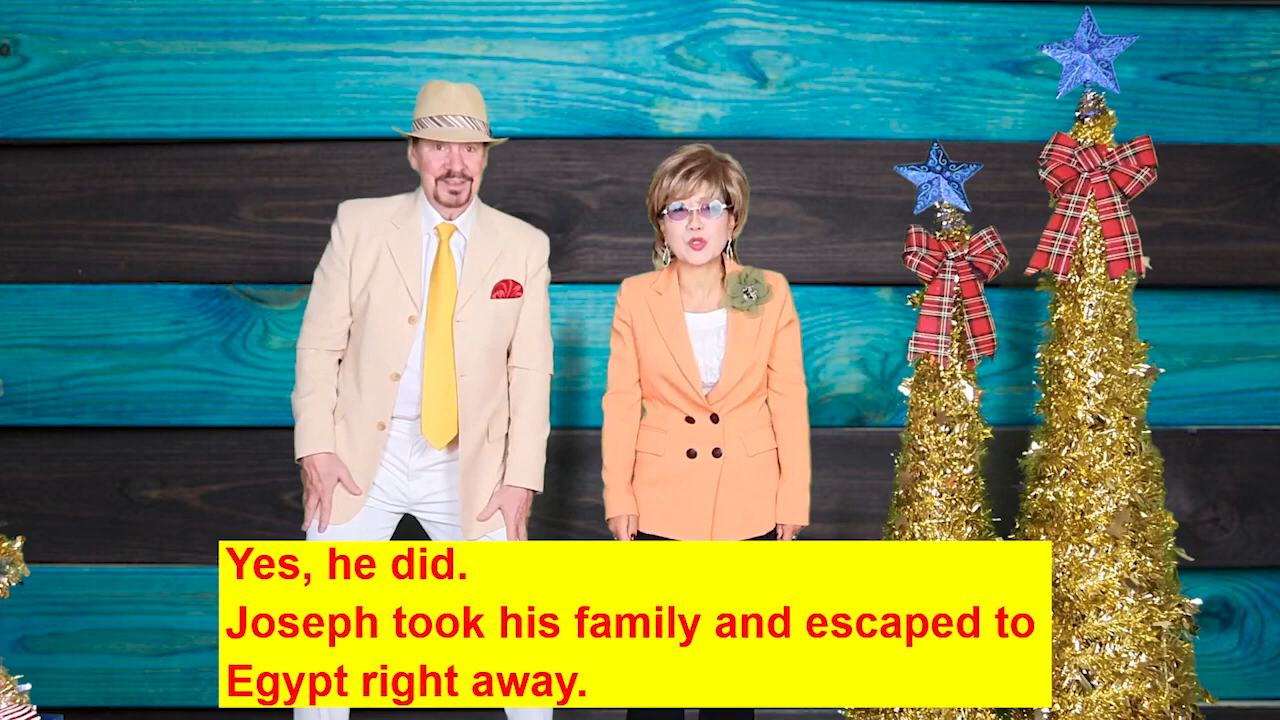 Yes, he did.
Joseph took his family and escaped to
Egypt right away.